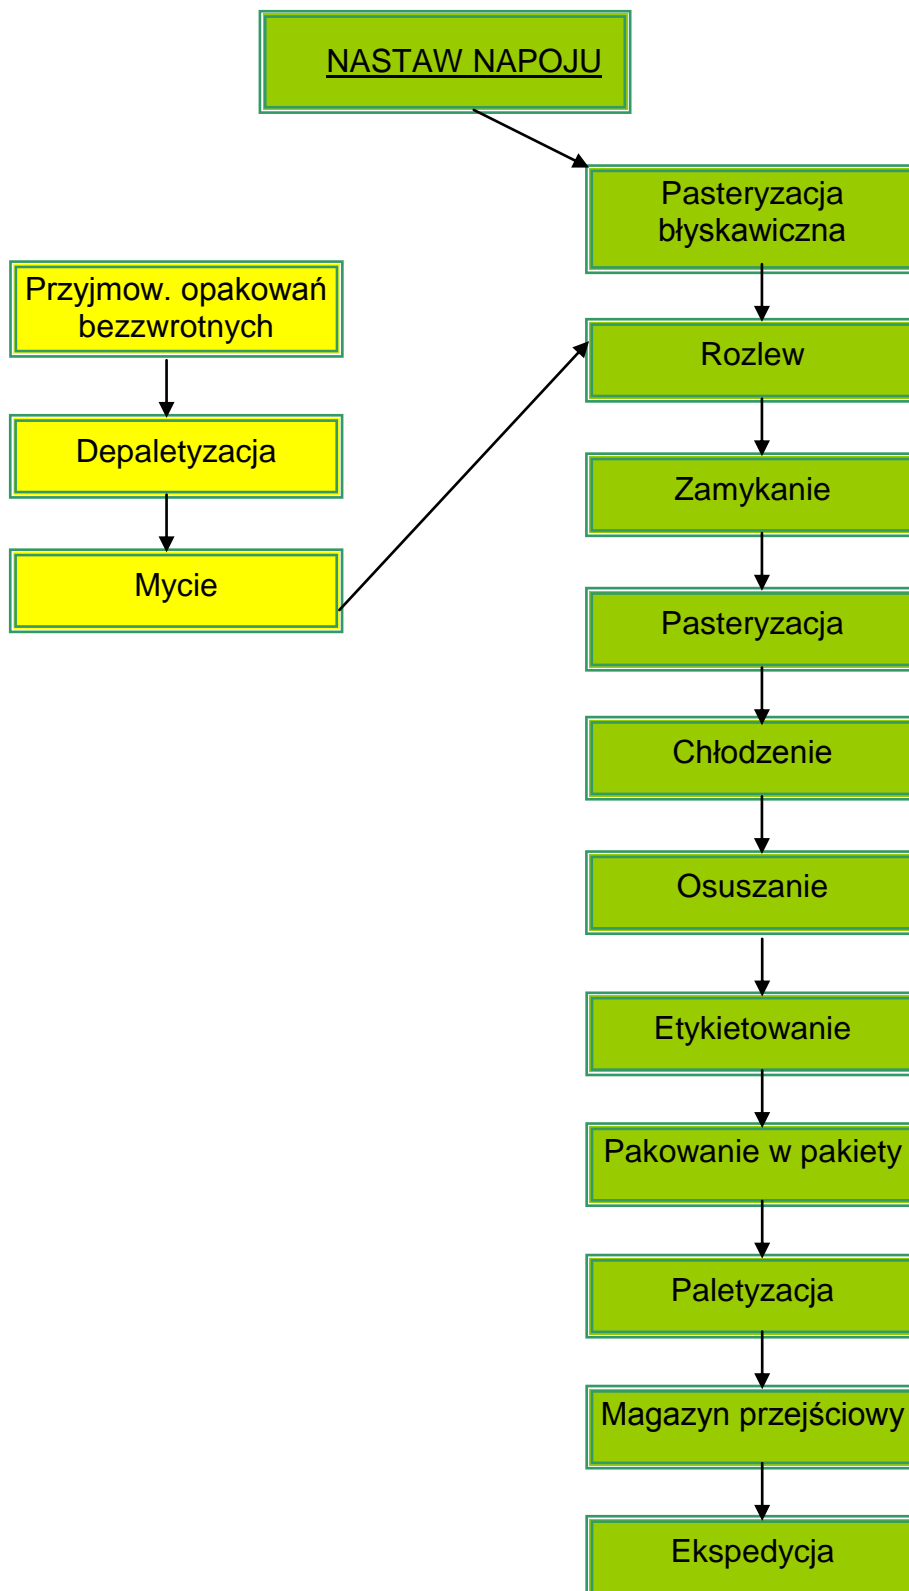 NASTAW NAPOJU
Pasteryzacja
błyskawiczna
Przyjmow. opakowań
bezzwrotnych
Rozlew
Depaletyzacja
Zamykanie
Mycie
Pasteryzacja
Chłodzenie
Osuszanie
Etykietowanie
Pakowanie w pakiety
Paletyzacja
Magazyn przejściowy
Ekspedycja